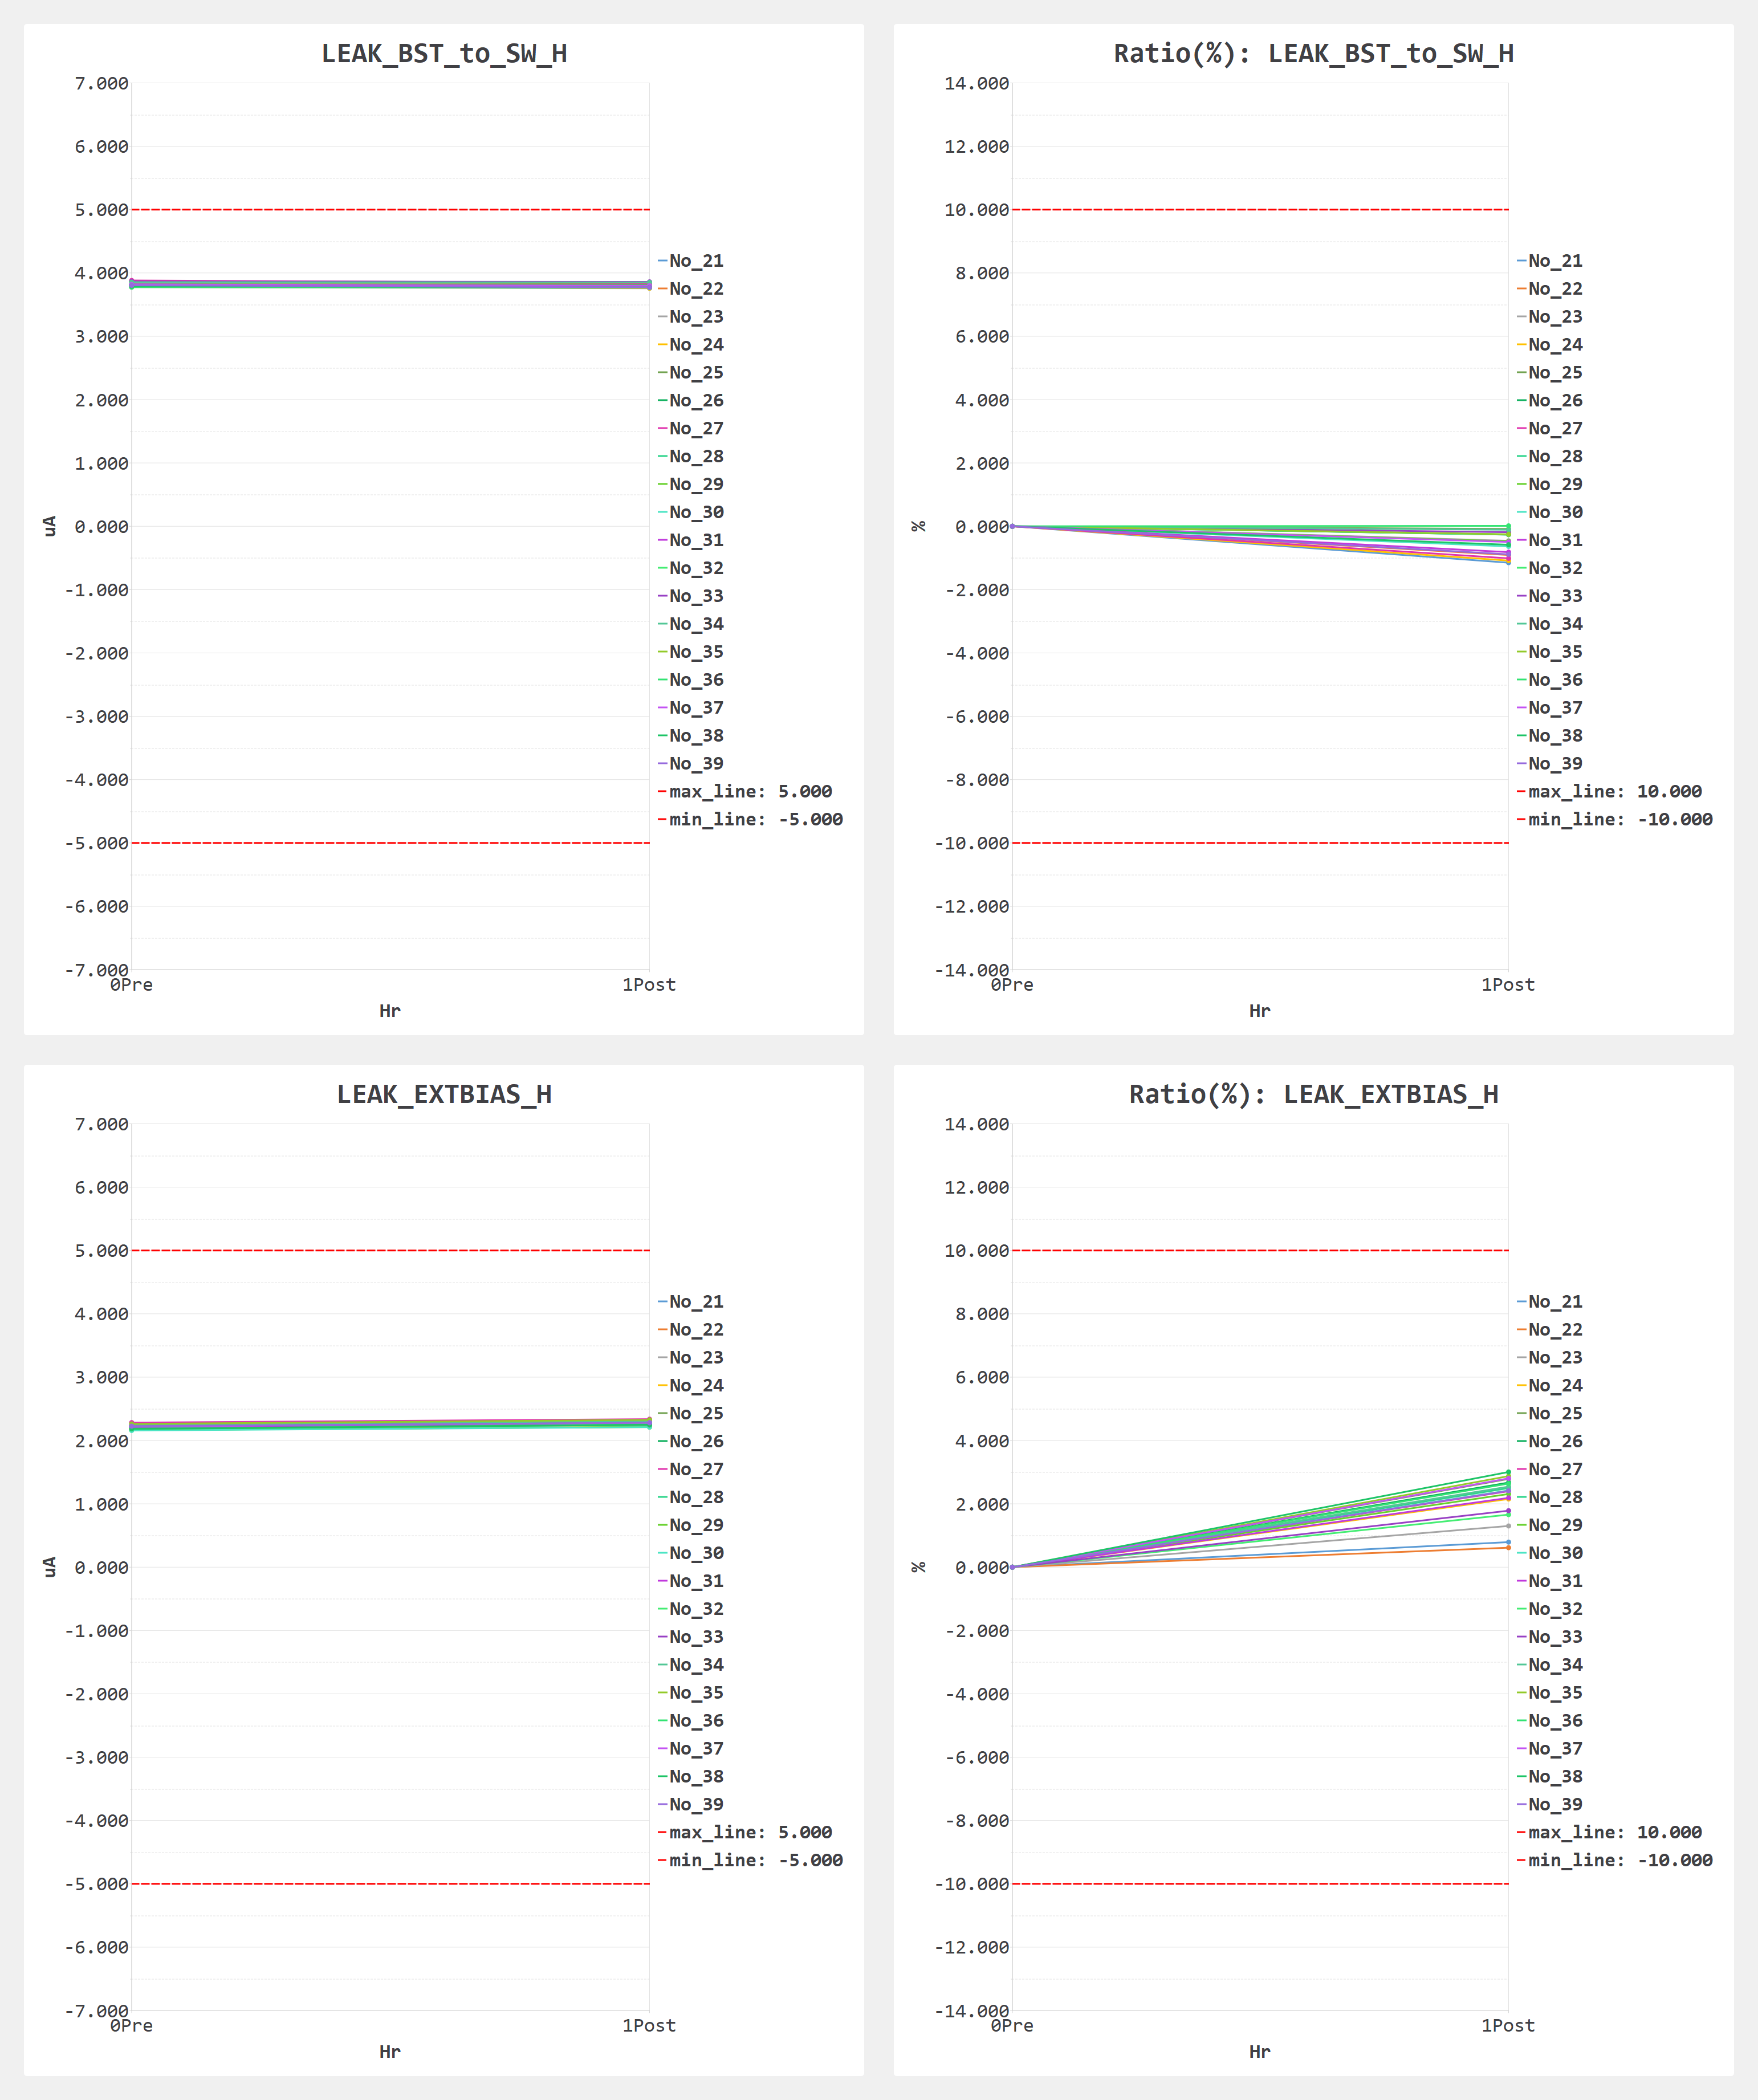 LEAK_BST_to_SW_H
7.000
6.000
5.000
4.000
3.000
2.000
1.000
0.000
-1.000
-2.000
-3.000
-4.000
-5.000
-6.000
-7.000
uA
0Pre
1Post
Hr
No_21
No_22
No_23
No_24
No_25
No_26
No_27
No_28
No_29
No_30
No_31
No_32
No_33
No_34
No_35
No_36
No_37
No_38
No_39
max_line: 5.000
min_line: -5.000
Ratio(%): LEAK_BST_to_SW_H
14.000
12.000
10.000
8.000
6.000
4.000
2.000
0.000
-2.000
-4.000
-6.000
-8.000
-10.000
-12.000
-14.000
%
0Pre
1Post
Hr
No_21
No_22
No_23
No_24
No_25
No_26
No_27
No_28
No_29
No_30
No_31
No_32
No_33
No_34
No_35
No_36
No_37
No_38
No_39
max_line: 10.000
min_line: -10.000
LEAK_EXTBIAS_H
7.000
6.000
5.000
4.000
3.000
2.000
1.000
0.000
-1.000
-2.000
-3.000
-4.000
-5.000
-6.000
-7.000
uA
0Pre
1Post
Hr
No_21
No_22
No_23
No_24
No_25
No_26
No_27
No_28
No_29
No_30
No_31
No_32
No_33
No_34
No_35
No_36
No_37
No_38
No_39
max_line: 5.000
min_line: -5.000
Ratio(%): LEAK_EXTBIAS_H
14.000
12.000
10.000
8.000
6.000
4.000
2.000
0.000
-2.000
-4.000
-6.000
-8.000
-10.000
-12.000
-14.000
%
0Pre
1Post
Hr
No_21
No_22
No_23
No_24
No_25
No_26
No_27
No_28
No_29
No_30
No_31
No_32
No_33
No_34
No_35
No_36
No_37
No_38
No_39
max_line: 10.000
min_line: -10.000